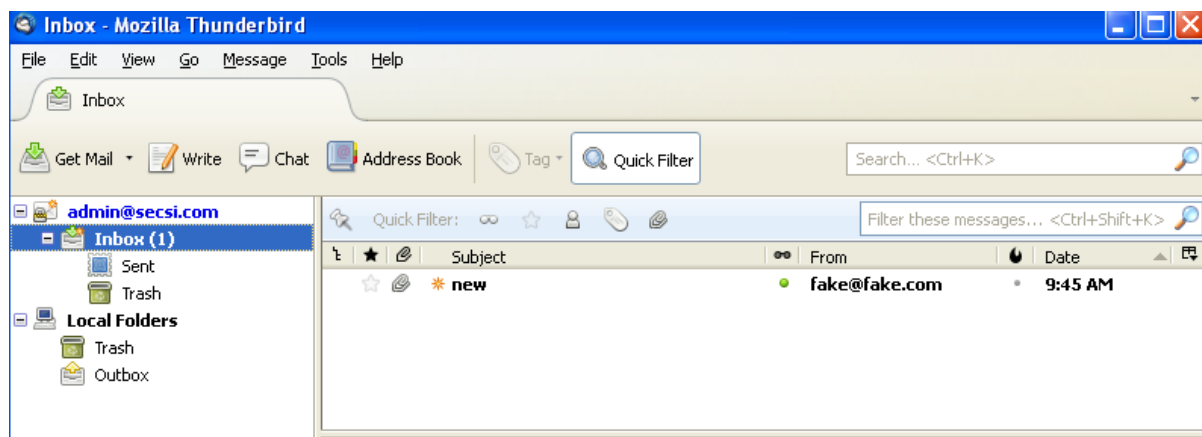 Inbox - Mozilla Thunderbird
File Edit View Go Message Tools Help
Inbox
Get Mail Write Chat Address Book Tag Quick Filter Search... <Ctrl+K>
admin@secsi.com
Quick Filter: Filter these messages... <Ctrl+Shift+K>
Inbox (1)
Subject From Date
Sent
new fake@fake.com 9:45 AM
Trash
Local Folders
Trash
Outbox